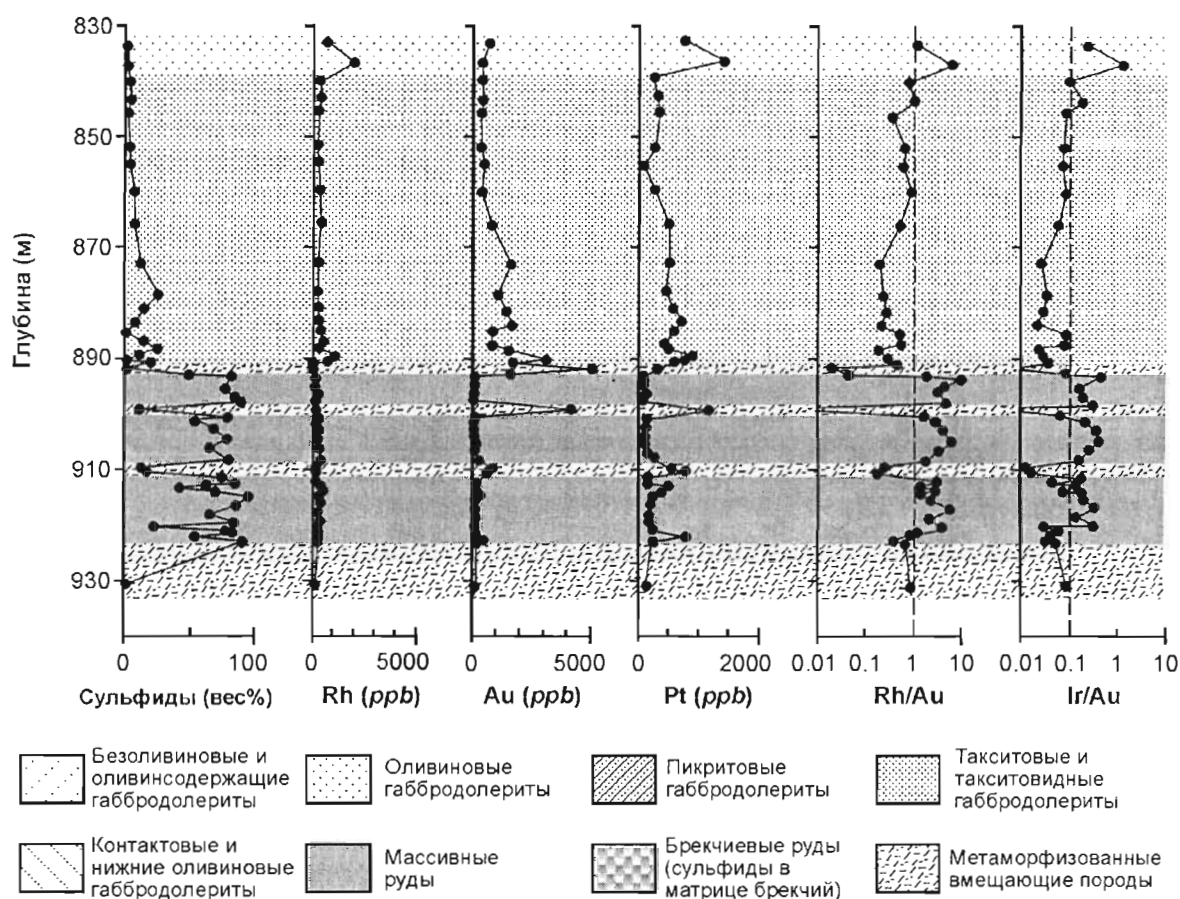 830
850
870
890
910
930
Глубина (м)
0 100
0 5000
0 5000
0 2000
0.01 0.1 1 10
0.01 0.1 1 10
Сульфиды (вес%)
Rh (ppb)
Au (ppb)
Pt (ppb)
Rh/Au
Ir/Au
Безоливиновые и
оливинсодержащие
габбродолериты
Оливиновые
габбродолериты
Пикритовые
габбродолериты
Такситовые и
такситовидные
габбродолериты
Контактовые и
нижние оливиновые
габбродолериты
Массивные
руды
Брекчиевые руды
(сульфиды в
матрице брекчий)
Метаморфизованные
вмещающие породы